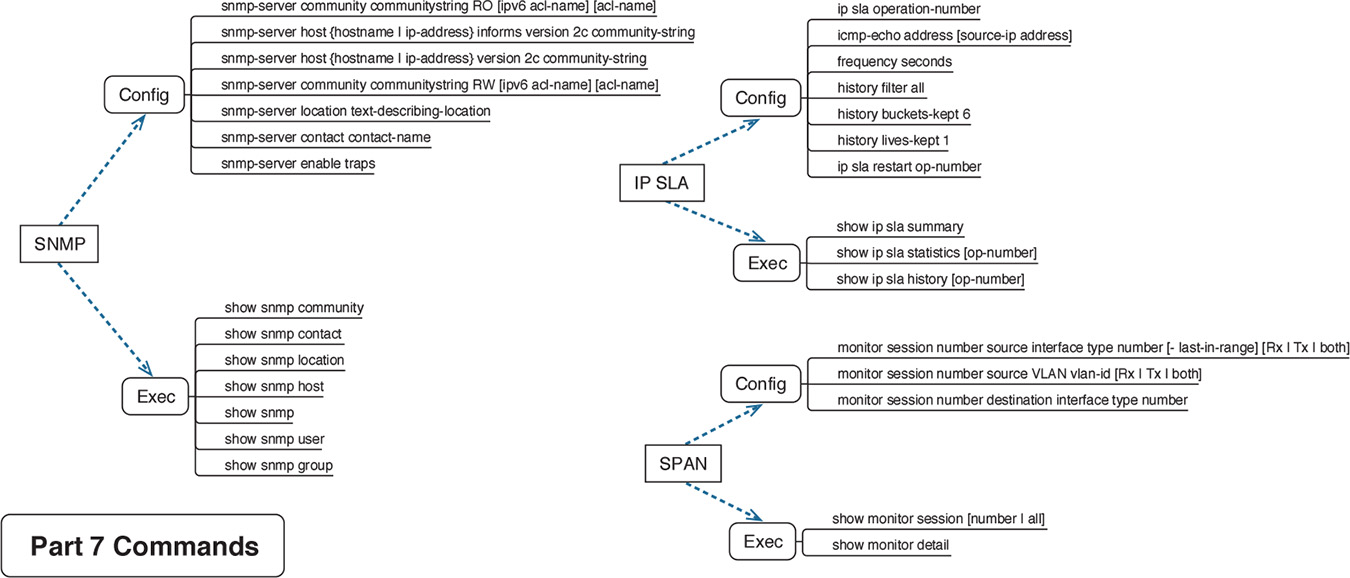 snmp-server community communitystring RO [ipv6 acl-name] [acl-name]
snmp-server host {hostname | ip-address} informs version 2c community-string
snmp-server host {hostname | ip-address} version 2c community-string
snmp-server community communitystring RW [ipv6 acl-name] [acl-name]
snmp-server location text-describing-location
snmp-server contact contact-name
snmp-server enable traps
Config
SNMP
Exec
show snmp community
show snmp contact
show snmp location
show snmp host
show snmp
show snmp user
show snmp group
ip sla operation-number
icmp-echo address [source-ip address]
frequency seconds
history filter all
history buckets-kept 6
history lives-kept 1
ip sla restart op-number
Config
IP SLA
Exec
show ip sla summary
show ip sla statistics [op-number]
show ip sla history [op-number]
monitor session number source interface type number [- last-in-range] [Rx | Tx | both]
monitor session number source VLAN vlan-id [Rx | Tx | both]
monitor session number destination interface type number
Config
SPAN
Exec
show monitor session [number | all]
show monitor detail
Part 7 Commands